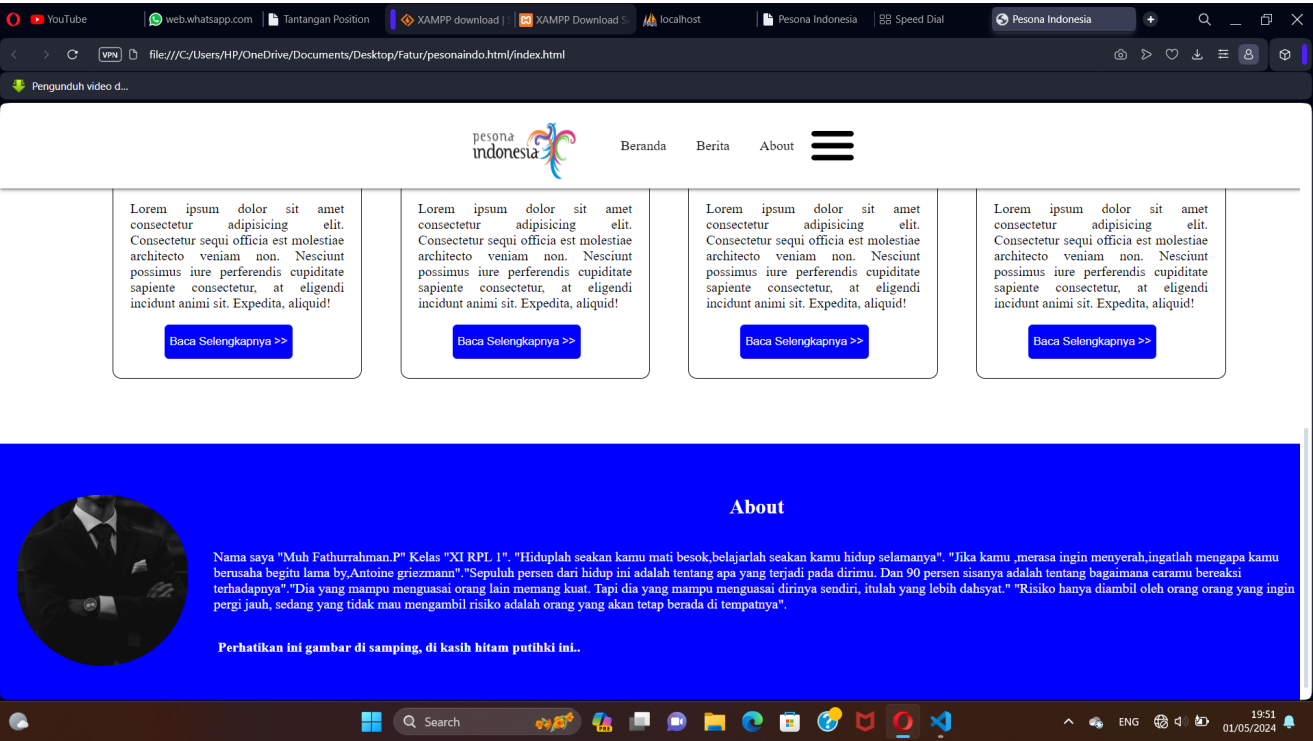 YouTube
web.whatsapp.com
Tantangan Position
XAMPP download |
XAMPP Download S
localhost
Pesona Indonesia
Speed Dial
Pesona Indonesia
VPN
file:///C:/Users/HP/OneDrive/Documents/Desktop/Fatur/pesonaindo.html/index.html
Pengunduh video d...
pesona
indonesia
Beranda
Berita
About
Lorem ipsum dolor sit amet
consectetur adipisicing elit.
Consectetur sequi officia est molestiae
architecto veniam non. Nesciunt
possimus iure perferendis cupiditate
sapiente consectetur, at eligendi
incidunt animi sit. Expedita, aliquid!
Baca Selengkapnya >>
Lorem ipsum dolor sit amet
consectetur adipisicing elit.
Consectetur sequi officia est molestiae
architecto veniam non. Nesciunt
possimus iure perferendis cupiditate
sapiente consectetur, at eligendi
incidunt animi sit. Expedita, aliquid!
Baca Selengkapnya >>
Lorem ipsum dolor sit amet
consectetur adipisicing elit.
Consectetur sequi officia est molestiae
architecto veniam non. Nesciunt
possimus iure perferendis cupiditate
sapiente consectetur, at eligendi
incidunt animi sit. Expedita, aliquid!
Baca Selengkapnya >>
Lorem ipsum dolor sit amet
consectetur adipisicing elit.
Consectetur sequi officia est molestiae
architecto veniam non. Nesciunt
possimus iure perferendis cupiditate
sapiente consectetur, at eligendi
incidunt animi sit. Expedita, aliquid!
Baca Selengkapnya >>
About
Nama saya "Muh Fathurrahman.P" Kelas "XI RPL 1". "Hiduplah seakan kamu mati besok,belajarlah seakan kamu hidup selamanya". "Jika kamu ,merasa ingin menyerah,ingatlah mengapa kamu
berusaha begitu lama by,Antoine griezmann"."Sepuluh persen dari hidup ini adalah tentang apa yang terjadi pada dirimu. Dan 90 persen sisanya adalah tentang bagaimana caramu bereaksi
terhadapnya"."Dia yang mampu menguasai orang lain memang kuat. Tapi dia yang mampu menguasai dirinya sendiri, itulah yang lebih dahsyat." "Risiko hanya diambil oleh orang orang yang ingin
pergi jauh, sedang yang tidak mau mengambil risiko adalah orang yang akan tetap berada di tempatnya".
Perhatikan ini gambar di samping, di kasih hitam putihki ini..
Search
PRE
ENG
19:51
01/05/2024